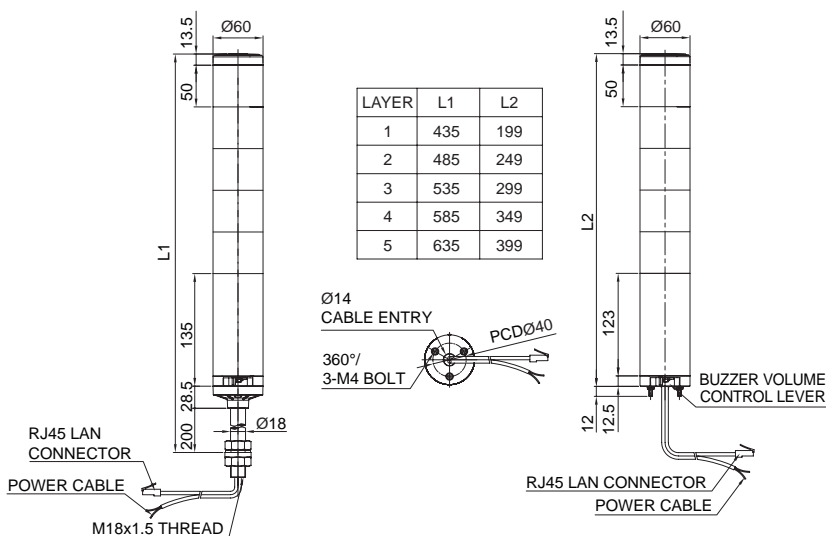 Ø60
13.5
50
L1
135
28.5
200
Ø18
RJ45 LAN
CONNECTOR
POWER CABLE
M18x1.5 THREAD
LAYER L1 L2
1 435 199
2 485 249
3 535 299
4 585 349
5 635 399
Ø14
CABLE ENTRY
PCDØ40
360°/
3-M4 BOLT
Ø60
13.5
50
L2
123
12
12.5
BUZZER VOLUME
CONTROL LEVER
RJ45 LAN CONNECTOR
POWER CABLE